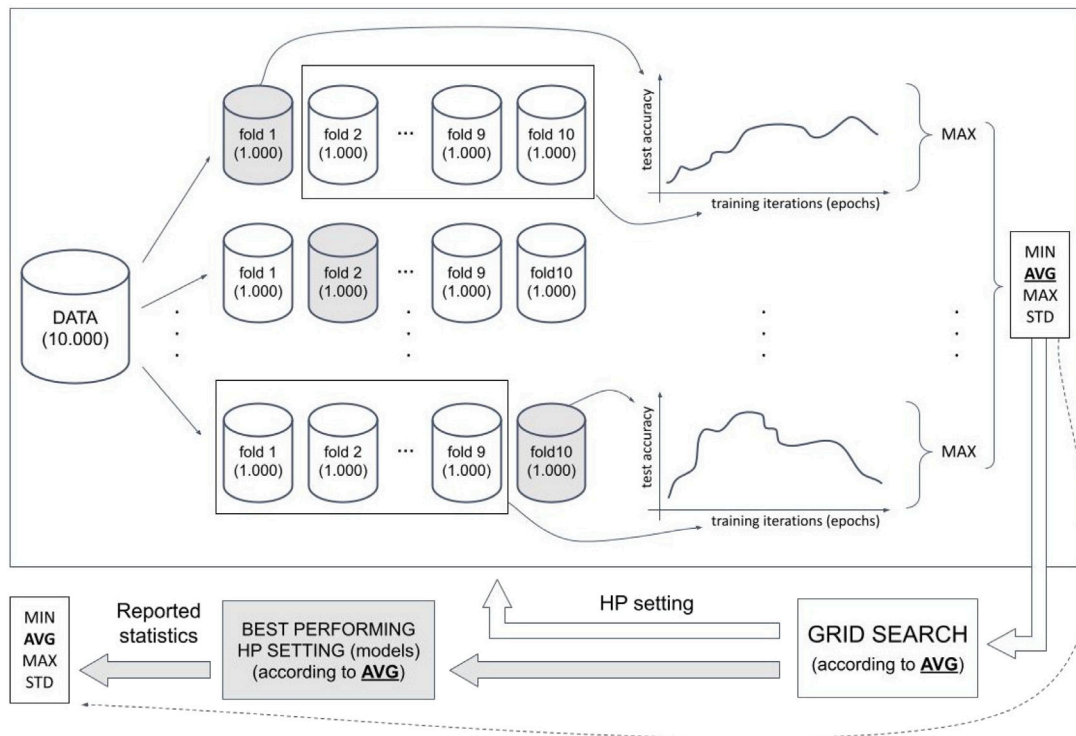 fold 1
(1.000)
fold 2
(1.000)
...
fold 9
(1.000)
fold 10
(1.000)
test accuracy
training iterations (epochs)
MAX
DATA
(10.000)
fold 1
(1.000)
fold 2
(1.000)
...
fold 9
(1.000)
fold10
(1.000)
MIN
AVG
MAX
STD
fold 1
(1.000)
fold 2
(1.000)
...
fold 9
(1.000)
fold10
(1.000)
test accuracy
training iterations (epochs)
MAX
MIN
AVG
MAX
STD
Reported
statistics
BEST PERFORMING
HP SETTING (models)
(according to AVG)
HP setting
GRID SEARCH
(according to AVG)